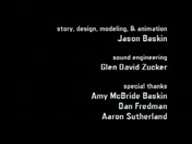 story, design, modeling, & animation
Jason Baskin
sound engineering
Glen David Zucker
special thanks
Amy McBride Baskin
Dan Fredman
Aaron Sutherland